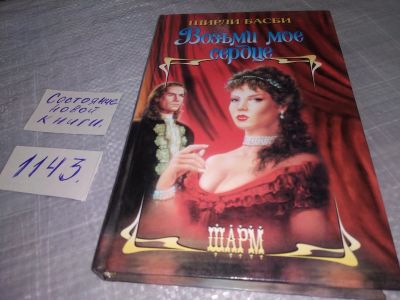 ШИРЛИ БАСБИ
Возьми мое
сердце
ШАРМ
Состояние
новой
книги.
1143.